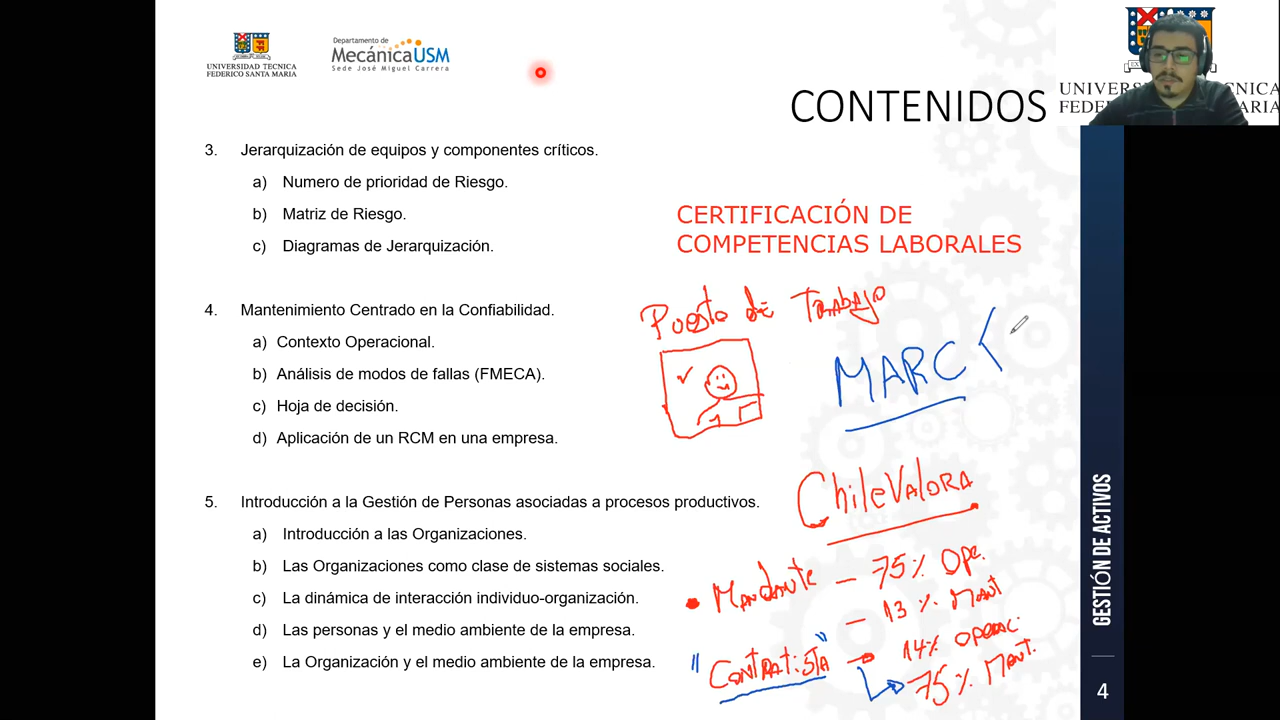 UNIVERSIDAD TECNICA
FEDERICO SANTA MARIA
Departamento de
MecánicaUSM
Sede José Miguel Carrera
CONTENIDOS
3. Jerarquización de equipos y componentes críticos.
a) Numero de prioridad de Riesgo.
b) Matriz de Riesgo.
c) Diagramas de Jerarquización.
4. Mantenimiento Centrado en la Confiabilidad.
a) Contexto Operacional.
b) Análisis de modos de fallas (FMECA).
c) Hoja de decisión.
d) Aplicación de un RCM en una empresa.
5. Introducción a la Gestión de Personas asociadas a procesos productivos.
a) Introducción a las Organizaciones.
b) Las Organizaciones como clase de sistemas sociales.
c) La dinámica de interacción individuo-organización.
d) Las personas y el medio ambiente de la empresa.
e) La Organización y el medio ambiente de la empresa.
CERTIFICACIÓN DE
COMPETENCIAS LABORALES
Puesto de Trabajo
MARC
ChileValora
• Mandante – 75% Ope.
– 13% Mant
"Contratista" – 14% Operac.
75% Mant.
UNIVERS NICA
FEDER ARIA
GESTIÓN DE ACTIVOS
4